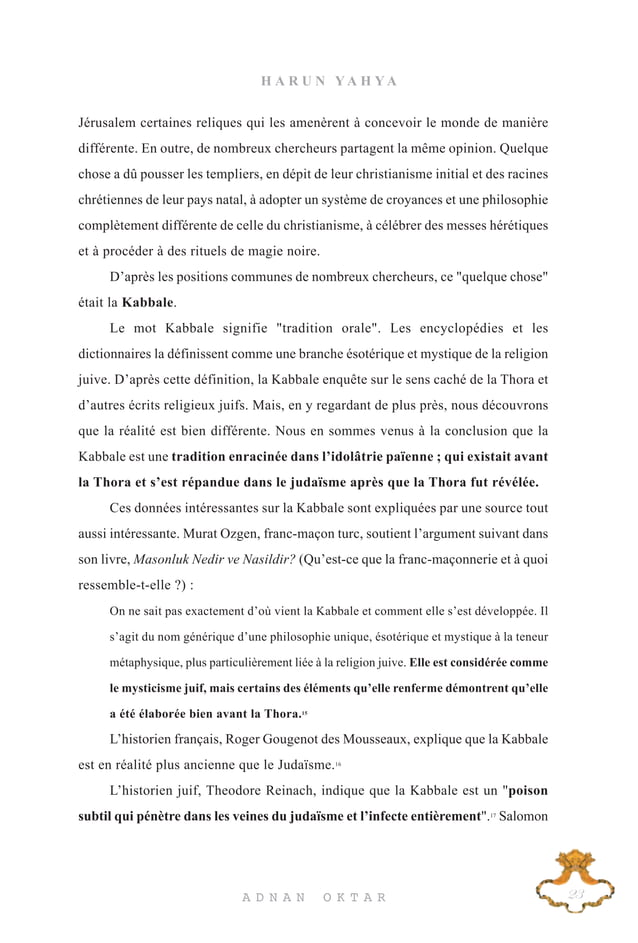 HARUN YAHYA
Jérusalem certaines reliques qui les amenèrent à concevoir le monde de manière
différente. En outre, de nombreux chercheurs partagent la même opinion. Quelque
chose a dû pousser les templiers, en dépit de leur christianisme initial et des racines
chrétiennes de leur pays natal, à adopter un système de croyances et une philosophie
complètement différente de celle du christianisme, à célébrer des messes hérétiques
et à procéder à des rituels de magie noire.
D’après les positions communes de nombreux chercheurs, ce "quelque chose"
était la Kabbale.
Le mot Kabbale signifie "tradition orale". Les encyclopédies et les
dictionnaires la définissent comme une branche ésotérique et mystique de la religion
juive. D’après cette définition, la Kabbale enquête sur le sens caché de la Thora et
d’autres écrits religieux juifs. Mais, en y regardant de plus près, nous découvrons
que la réalité est bien différente. Nous en sommes venus à la conclusion que la
Kabbale est une tradition enracinée dans l’idolâtrie païenne ; qui existait avant
la Thora et s’est répandue dans le judaïsme après que la Thora fut révélée.
Ces données intéressantes sur la Kabbale sont expliquées par une source tout
aussi intéressante. Murat Ozgen, franc-maçon turc, soutient l’argument suivant dans
son livre, Masonluk Nedir ve Nasildir? (Qu’est-ce que la franc-maçonnerie et à quoi
ressemble-t-elle ?) :
On ne sait pas exactement d’où vient la Kabbale et comment elle s’est développée. Il
s’agit du nom générique d’une philosophie unique, ésotérique et mystique à la teneur
métaphysique, plus particulièrement liée à la religion juive. Elle est considérée comme
le mysticisme juif, mais certains des éléments qu’elle renferme démontrent qu’elle
a été élaborée bien avant la Thora.15
L’historien français, Roger Gougenot des Mousseaux, explique que la Kabbale
est en réalité plus ancienne que le Judaïsme.16
L’historien juif, Theodore Reinach, indique que la Kabbale est un "poison
subtil qui pénètre dans les veines du judaïsme et l’infecte entièrement".17 Salomon
ADNAN OKTAR
23